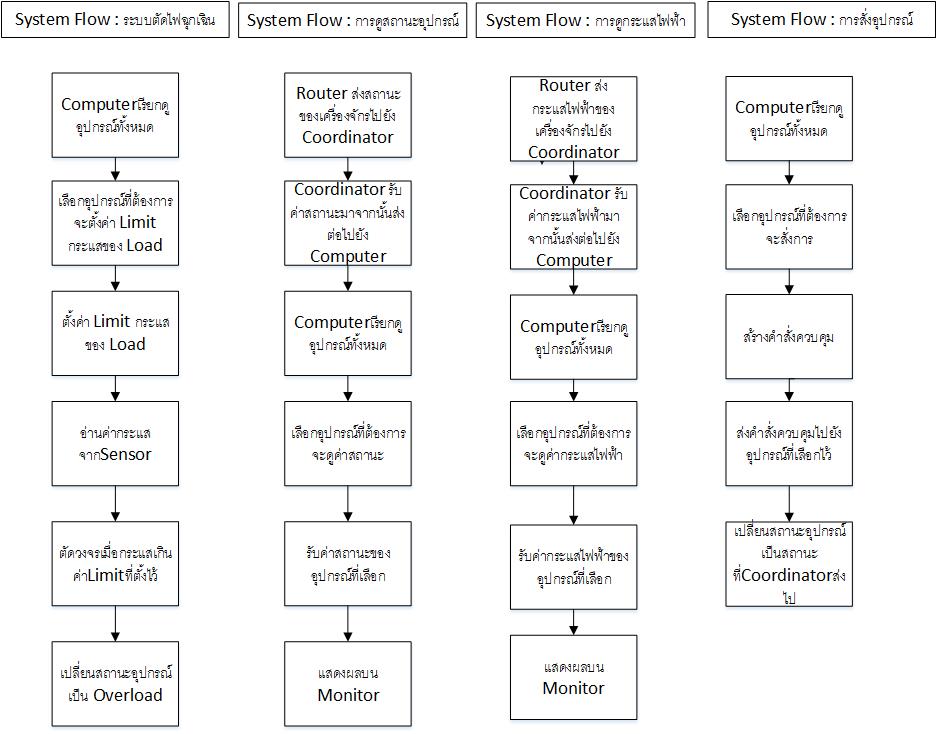 System Flow : ระบบตัดไฟฉุกเฉิน
Computerเรียกดู
อุปกรณ์ทั้งหมด
เลือกอุปกรณ์ที่ต้องการ
จะตั้งค่า Limit
กระแสของ Load
ตั้งค่า Limit กระแส
ของ Load
อ่านค่ากระแส
จากSensor
ตัดวงจรเมื่อกระแสเกิน
ค่าLimitที่ตั้งไว้
เปลี่ยนสถานะอุปกรณ์
เป็น Overload
System Flow : การดูสถานะอุปกรณ์
Router ส่งสถานะ
ของเครื่องจักรไปยัง
Coordinator
Coordinator รับ
ค่าสถานะมาจากนั้นส่ง
ต่อไปยัง
Computer
Computerเรียกดู
อุปกรณ์ทั้งหมด
เลือกอุปกรณ์ที่ต้องการ
จะดูค่าสถานะ
รับค่าสถานะของ
อุปกรณ์ที่เลือก
แสดงผลบน
Monitor
System Flow : การดูกระแสไฟฟ้า
Router ส่ง
กระแสไฟฟ้าของ
เครื่องจักรไปยัง
Coordinator
Coordinator รับ
ค่ากระแสไฟฟ้ามา
จากนั้นส่งต่อไปยัง
Computer
Computerเรียกดู
อุปกรณ์ทั้งหมด
เลือกอุปกรณ์ที่ต้องการ
จะดูค่ากระแสไฟฟ้า
รับค่ากระแสไฟฟ้าของ
อุปกรณ์ที่เลือก
แสดงผลบน
Monitor
System Flow : การสั่งอุปกรณ์
Computerเรียกดู
อุปกรณ์ทั้งหมด
เลือกอุปกรณ์ที่ต้องการ
จะสั่งการ
สร้างคำสั่งควบคุม
ส่งคำสั่งควบคุมไปยัง
อุปกรณ์ที่เลือกไว้
เปลี่ยนสถานะอุปกรณ์
เป็นสถานะ
ที่Coordinatorส่ง
ไป